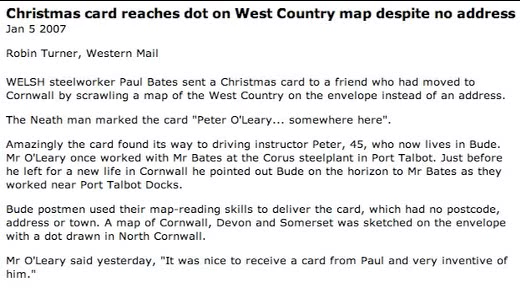 Christmas card reaches dot on West Country map despite no address
Jan 5 2007
Robin Turner, Western Mail
WELSH steelworker Paul Bates sent a Christmas card to a friend who had moved to
Cornwall by scrawling a map of the West Country on the envelope instead of an address.
The Neath man marked the card "Peter O'Leary... somewhere here".
Amazingly the card found its way to driving instructor Peter, 45, who now lives in Bude.
Mr O'Leary once worked with Mr Bates at the Corus steelplant in Port Talbot. Just before
he left for a new life in Cornwall he pointed out Bude on the horizon to Mr Bates as they
worked near Port Talbot Docks.
Bude postmen used their map-reading skills to deliver the card, which had no postcode,
address or town. A map of Cornwall, Devon and Somerset was sketched on the envelope
with a dot drawn in North Cornwall.
Mr O'Leary said yesterday, "It was nice to receive a card from Paul and very inventive of
him."